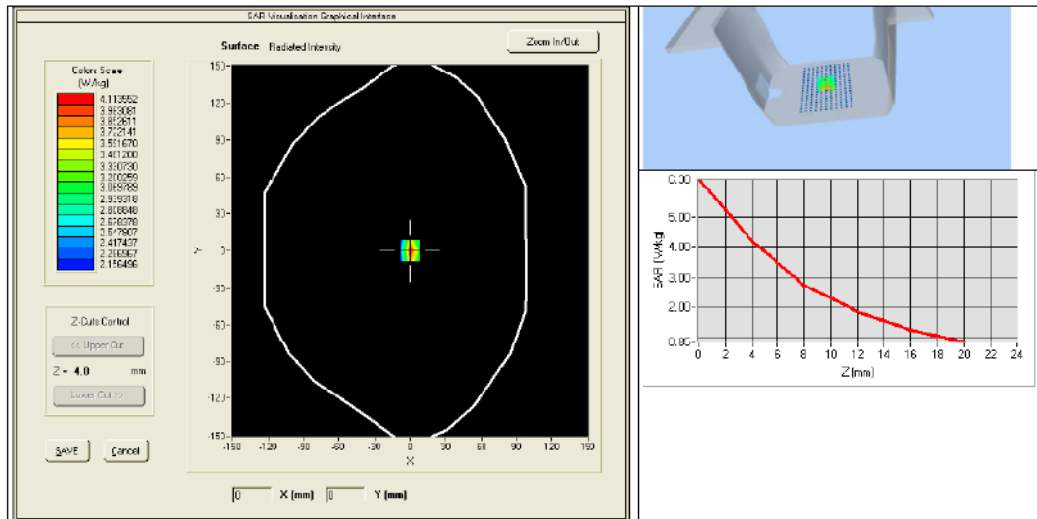 SAR Visualisation Graphical Interface
Surface Radiated Intensity
Zoom In/Out
Colors Scale
(W/kg)
4.113552
3.983081
3.852611
3.722141
3.591670
3.461200
3.330730
3.200259
3.069789
2.939318
2.808848
2.678378
2.547907
2.417437
2.286967
2.156496
150
120
90
60
30
0
-30
-60
-90
-120
-150
Y
-150 -120 -90 -60 -30 0 30 60 90 120 150
X
Z-Cuts Control
<< Upper Cut
Z = 4.0 mm
Lower Cut >>
SAVE
Cancel
0 X (mm) 0 Y (mm)
SAR (W/kg)
6.00
5.00
4.00
3.00
2.00
0.85
0 2 4 6 8 10 12 14 16 18 20 22 24
Z (mm)